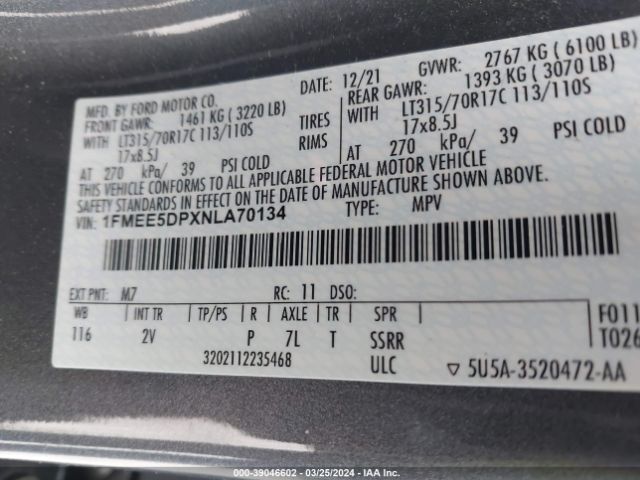 MFD. BY FORD MOTOR CO. DATE: 12/21 GVWR: 2767 KG ( 6100 LB)
FRONT GAWR: 1461 KG ( 3220 LB) REAR GAWR: 1393 KG ( 3070 LB)
WITH LT315/70R17C 113/110S TIRES WITH LT315/70R17C 113/110S
17x8.5J RIMS 17x8.5J
AT 270 kPa/ 39 PSI COLD AT 270 kPa/ 39 PSI COLD
THIS VEHICLE CONFORMS TO ALL APPLICABLE FEDERAL MOTOR VEHICLE
SAFETY STANDARDS IN EFFECT ON THE DATE OF MANUFACTURE SHOWN ABOVE.
VIN: 1FMEE5DPXNLA70134 TYPE: MPV
EXT PNT: M7 RC: 11 DSO:
WB INT TR TP/PS R AXLE TR SPR F011
116 2V P 7L T SSRR T026
3202112235468 ULC ▽ 5U5A-3520472-AA
© - 39046602 - 03/25/2024 - IAA Inc.